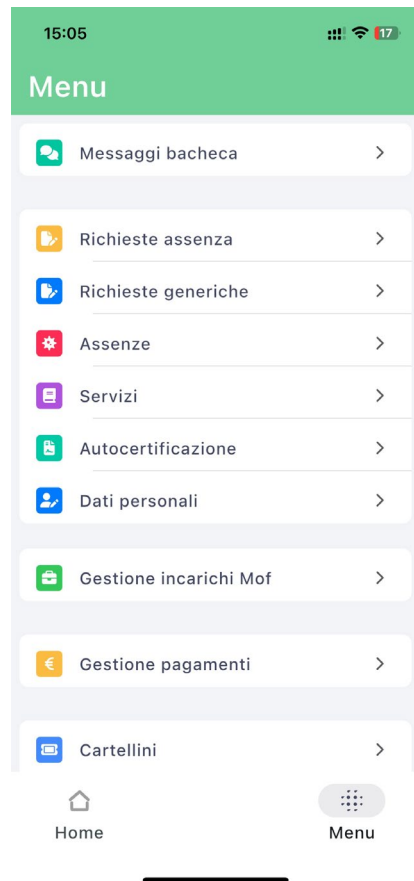 15:05
17
Menu
Messaggi bacheca
Richieste assenza
Richieste generiche
Assenze
Servizi
Autocertificazione
Dati personali
Gestione incarichi Mof
Gestione pagamenti
Cartellini
Home
Menu